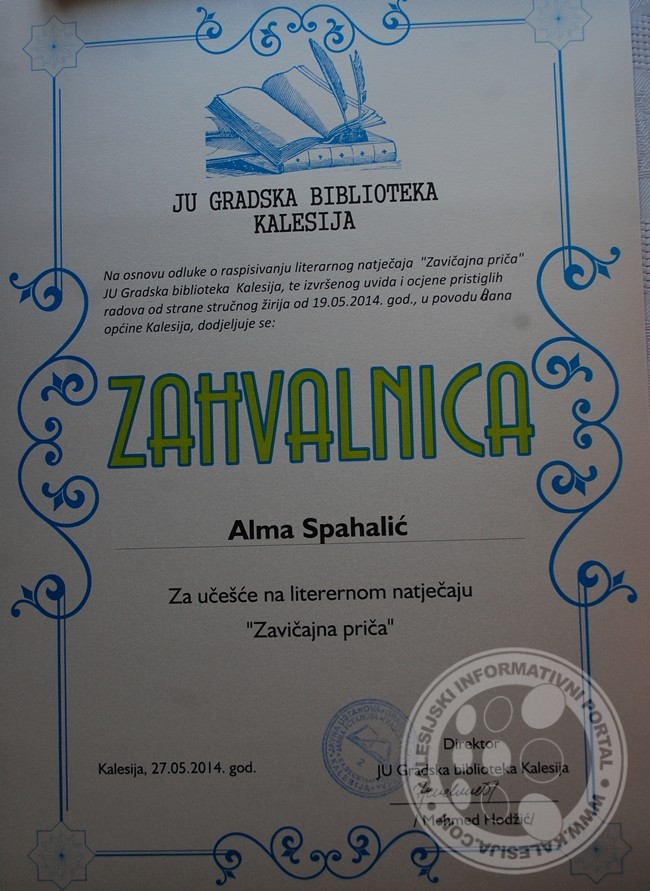 JU GRADSKA BIBLIOTEKA
KALESIJA
Na osnovu odluke o raspisivanju literarnog natječaja "Zavičajna priča"
JU Gradska biblioteka Kalesija, te izvršenog uvida i ocjene pristiglih
radova od strane stručnog žirija od 19.05.2014. god., u povodu dana
općine Kalesija, dodjeljuje se:
ZAHVALNICA
Alma Spahalić
Za učešće na literernom natječaju
"Zavičajna priča"
Kalesija, 27.05.2014. god.
Direktor
JU Gradska biblioteka Kalesija
/Mehmed Hodžić/
KALESIJSKI INFORMATIVNI PORTAL
WWW.KALESIJA.COM